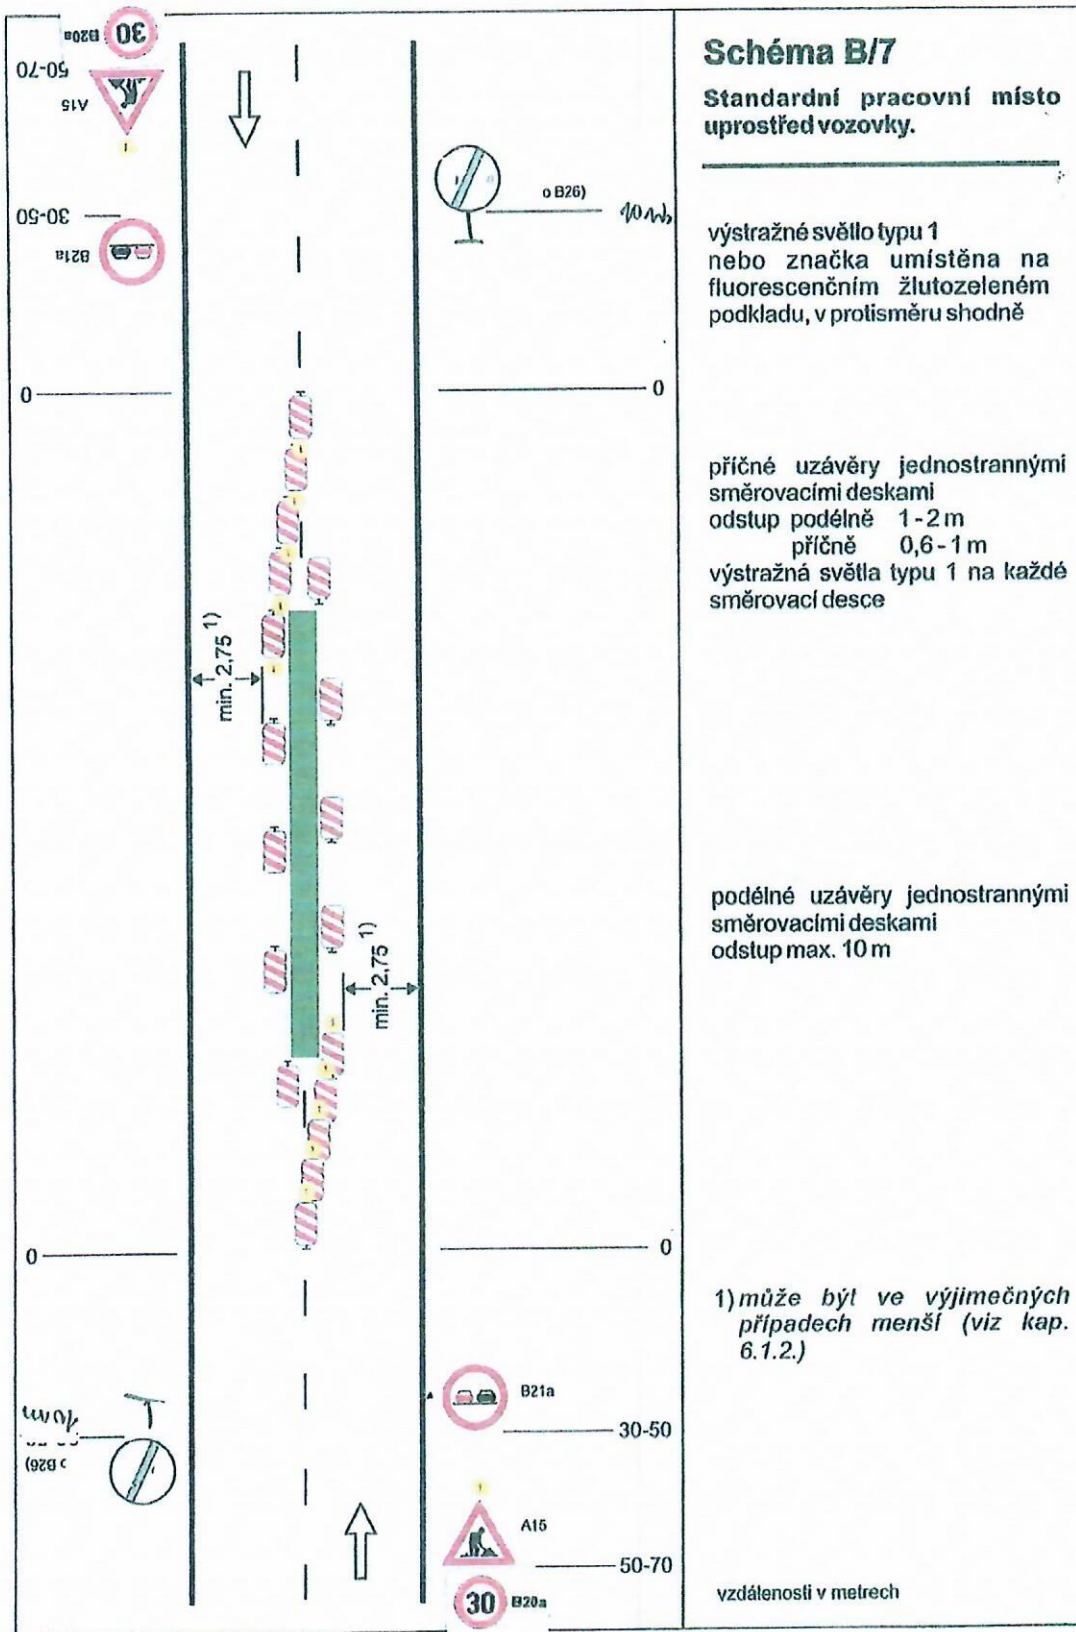 Schéma B/7
Standardní pracovní místo
uprostřed vozovky.
výstražné světlo typu 1
nebo značka umístěna na
fluorescenčním žlutozeleném
podkladu, v protisměru shodně
příčné uzávěry jednostrannými
směrovacími deskami
odstup podélně 1-2 m
příčně 0,6-1 m
výstražná světla typu 1 na každé
směrovací desce
podélné uzávěry jednostrannými
směrovacími deskami
odstup max. 10 m
1) může být ve výjimečných
případech menší (viz kap.
6.1.2.)
vzdálenosti v metrech
30 B20a
50-70
A15
30-50
B21a
0
o B26)
10 m
0
min. 2,75 1)
min. 2,75 1)
0
0
10 m
B26)
B21a
30-50
A15
50-70
30 B20a